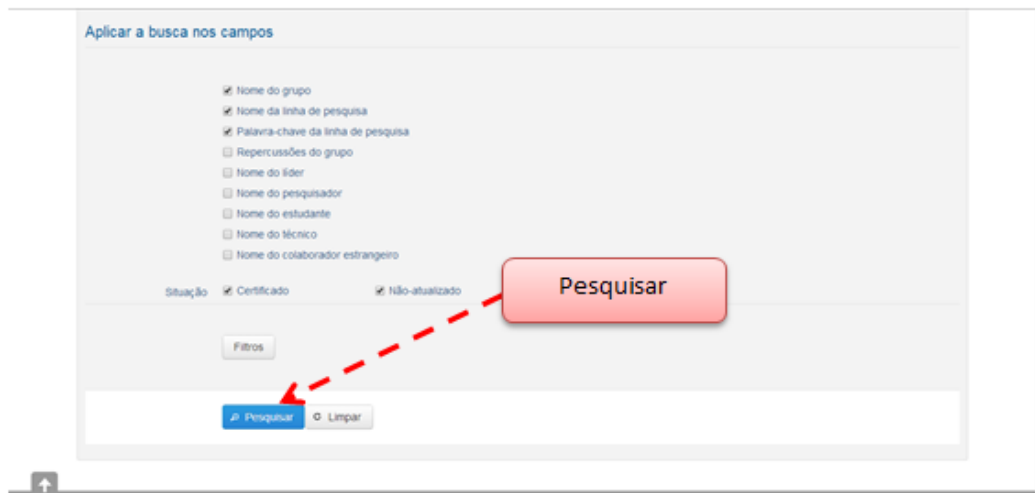 Aplicar a busca nos campos
Nome do grupo
Nome da linha de pesquisa
Palavra-chave da linha de pesquisa
Repercussões do grupo
Nome do líder
Nome do pesquisador
Nome do estudante
Nome do técnico
Nome do colaborador estrangeiro
Situação Certificado Não-atualizado
Pesquisar
Filtros
Pesquisar Limpar